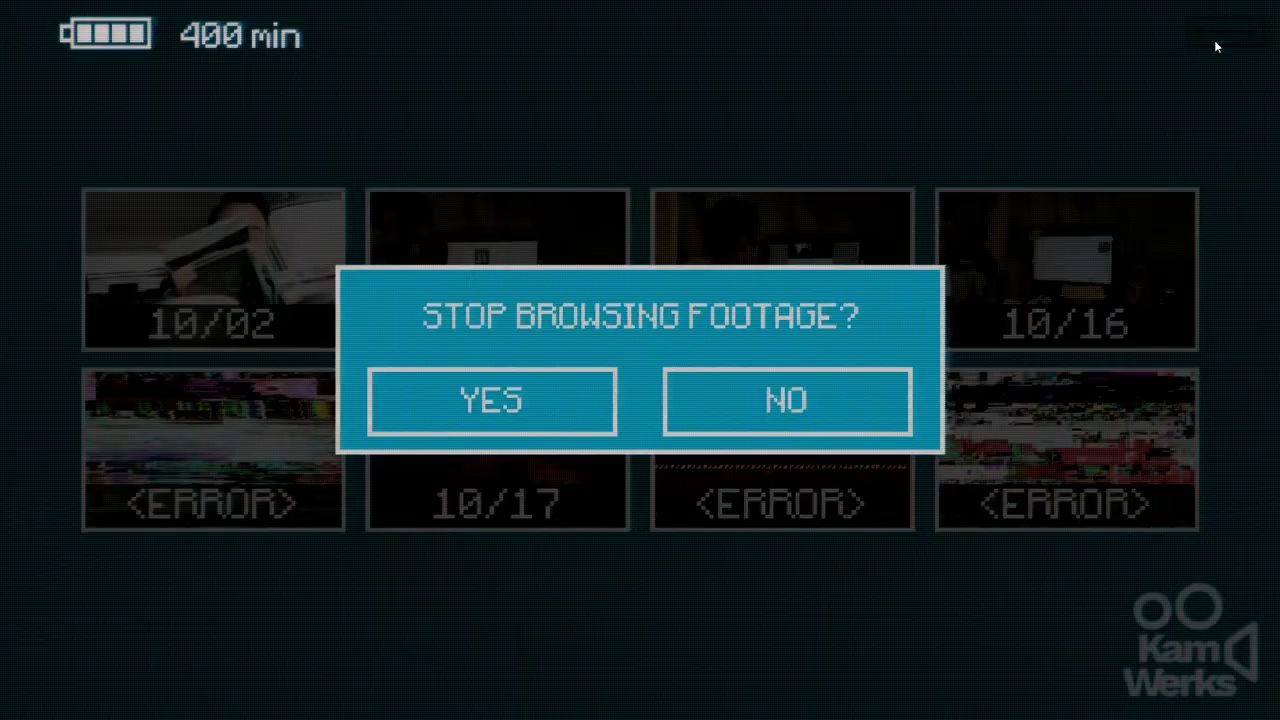 400 min
STOP BROWSING FOOTAGE?
YES
NO
10/02
10/16
<ERROR>
10/17
<ERROR>
<ERROR>
Kam
Werks